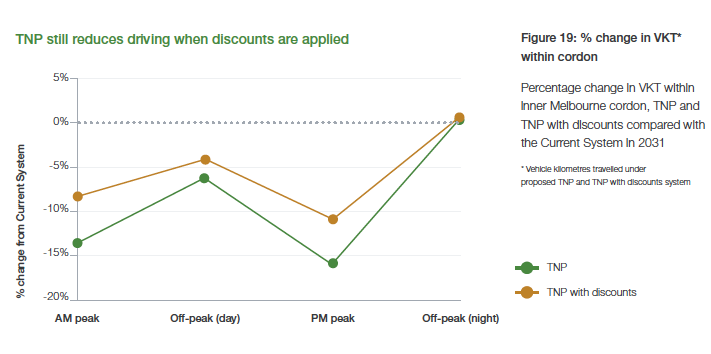 TNP still reduces driving when discounts are applied
5%
0%
-5%
-10%
-15%
-20%
% change from Current System
AM peak
Off-peak (day)
PM peak
Off-peak (night)
Figure 19: % change in VKT*
within cordon
Percentage change in VKT within
Inner Melbourne cordon, TNP and
TNP with discounts compared with
the Current System in 2031
* Vehicle kilometres travelled under
proposed TNP and TNP with discounts system
TNP
TNP with discounts